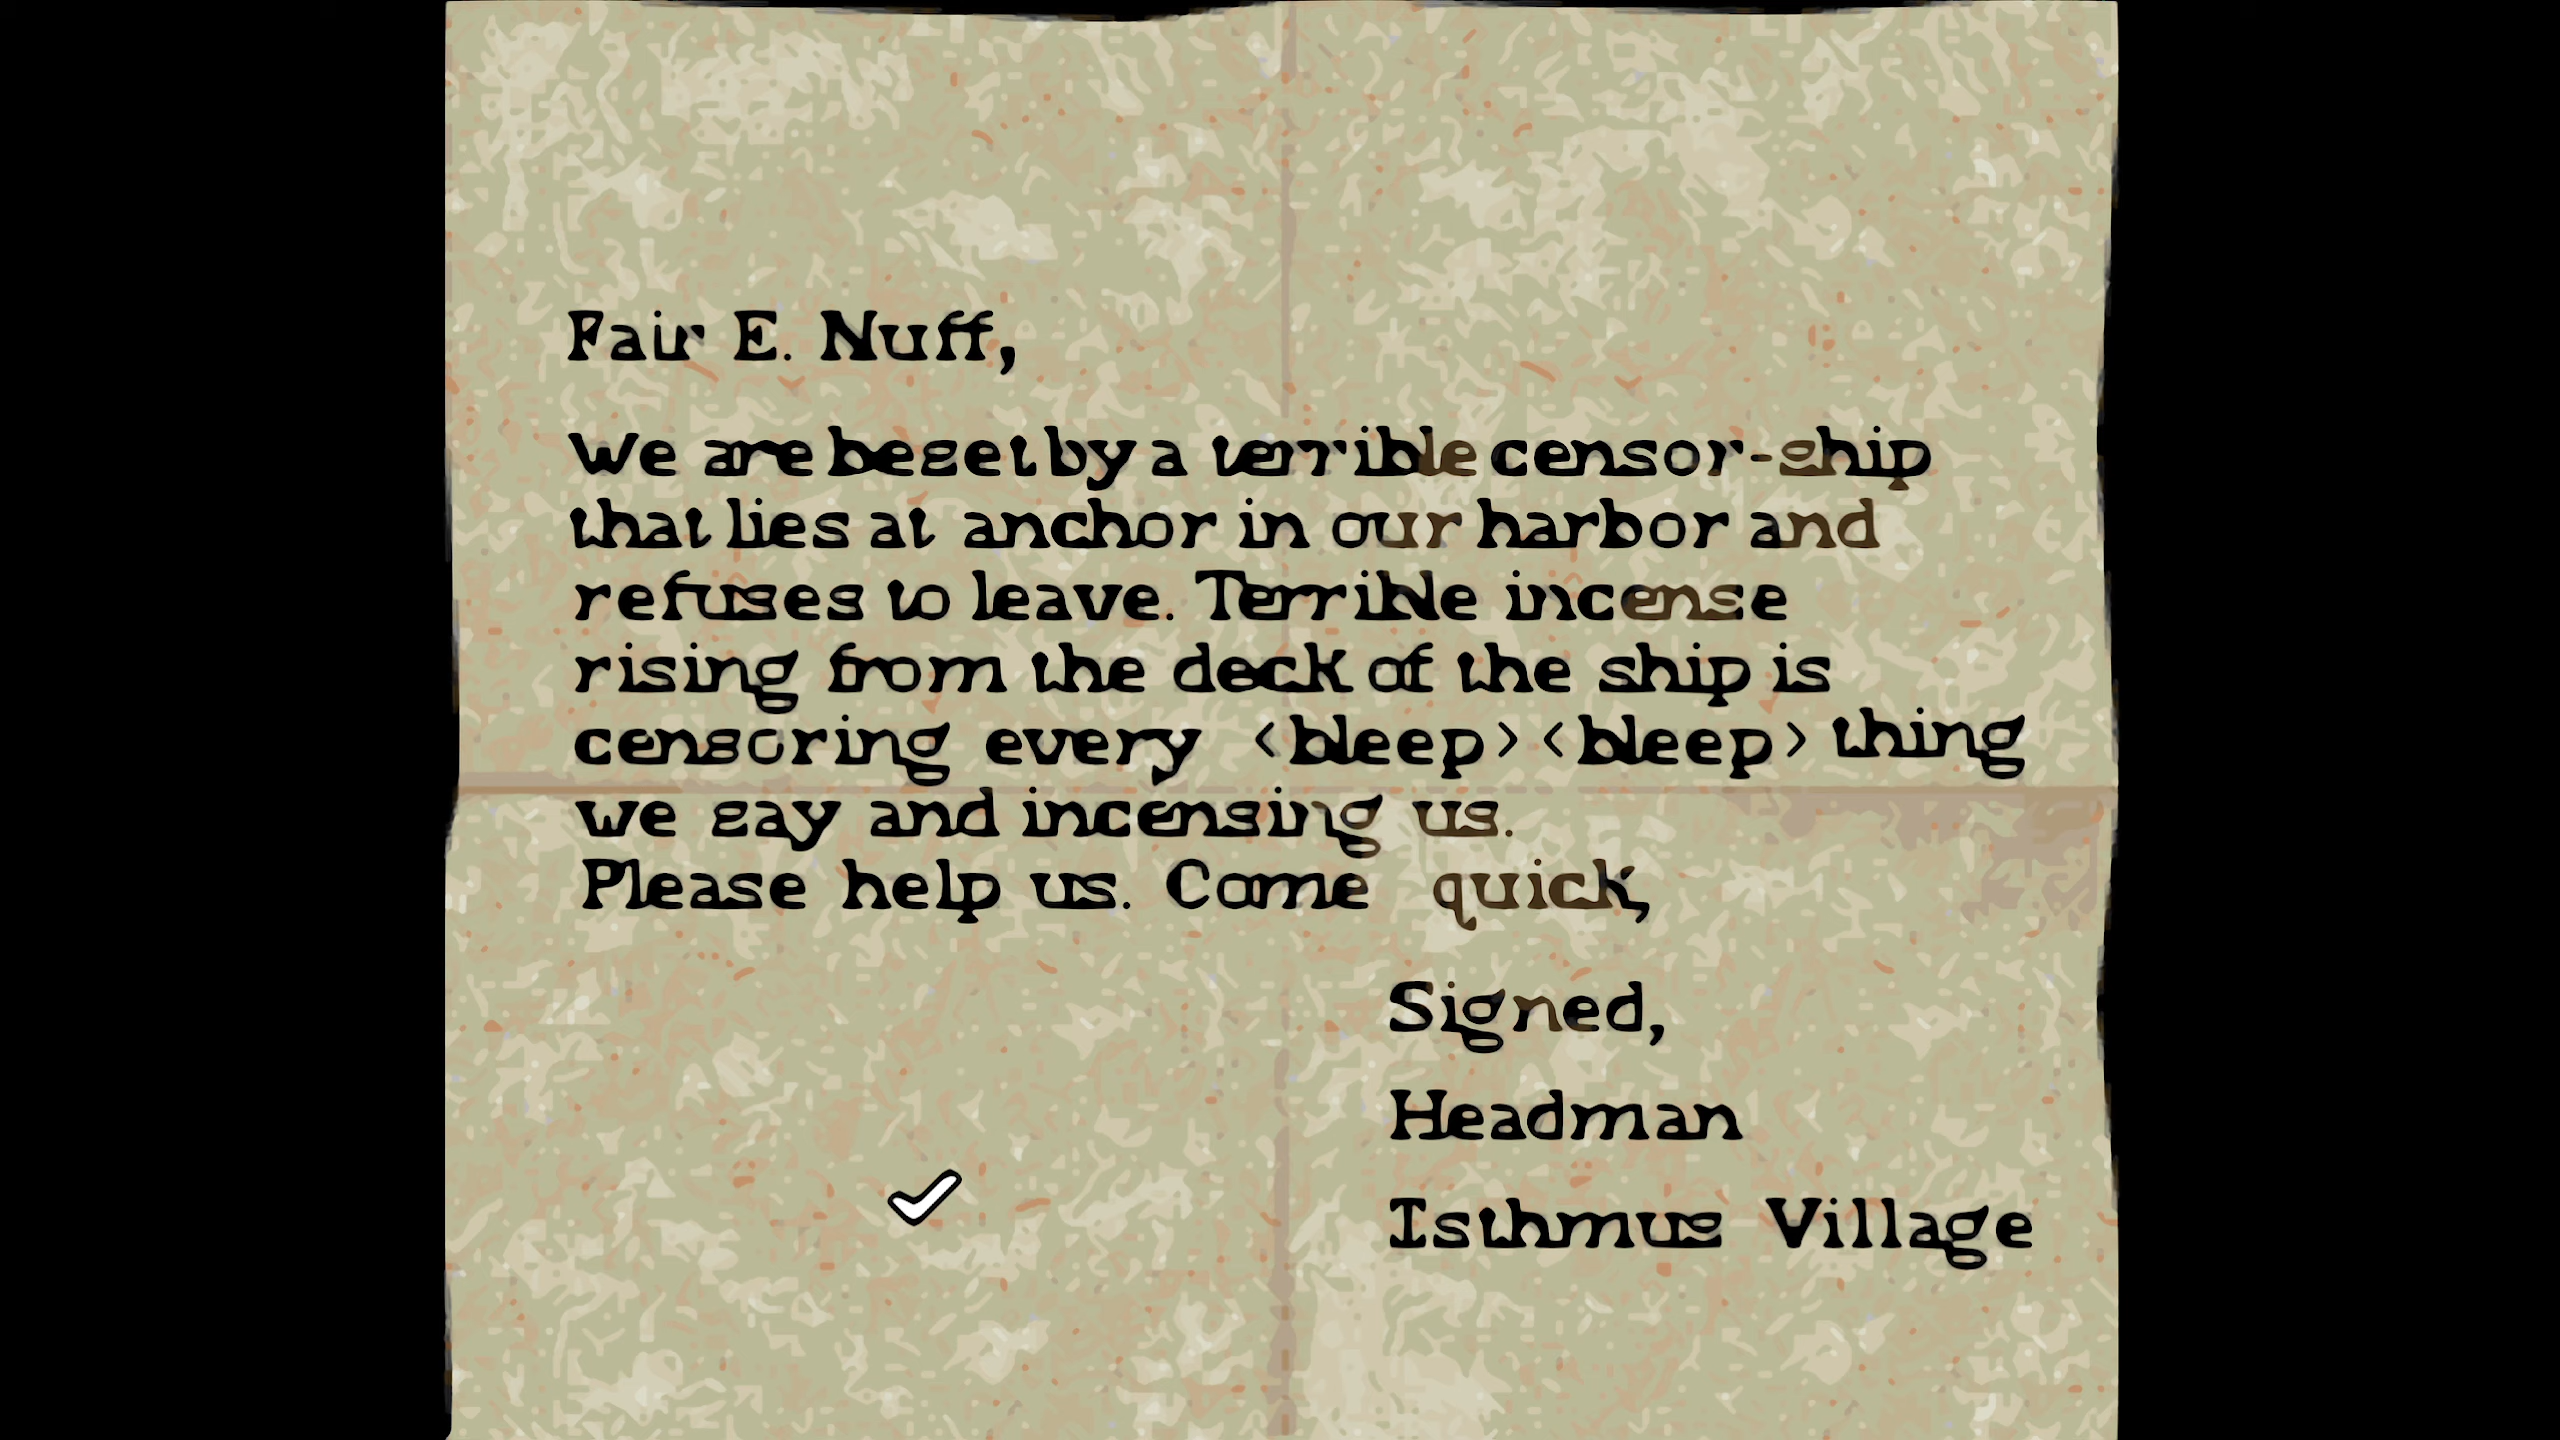 Fair E. Nuff,
We are beset by a terrible censor-ship
that lies at anchor in our harbor and
refuses to leave. Terrible incense
rising from the deck of the ship is
censoring every <bleep><bleep> thing
we say and incensing us.
Please help us. Come quick,
Signed,
Headman
Isthmus Village